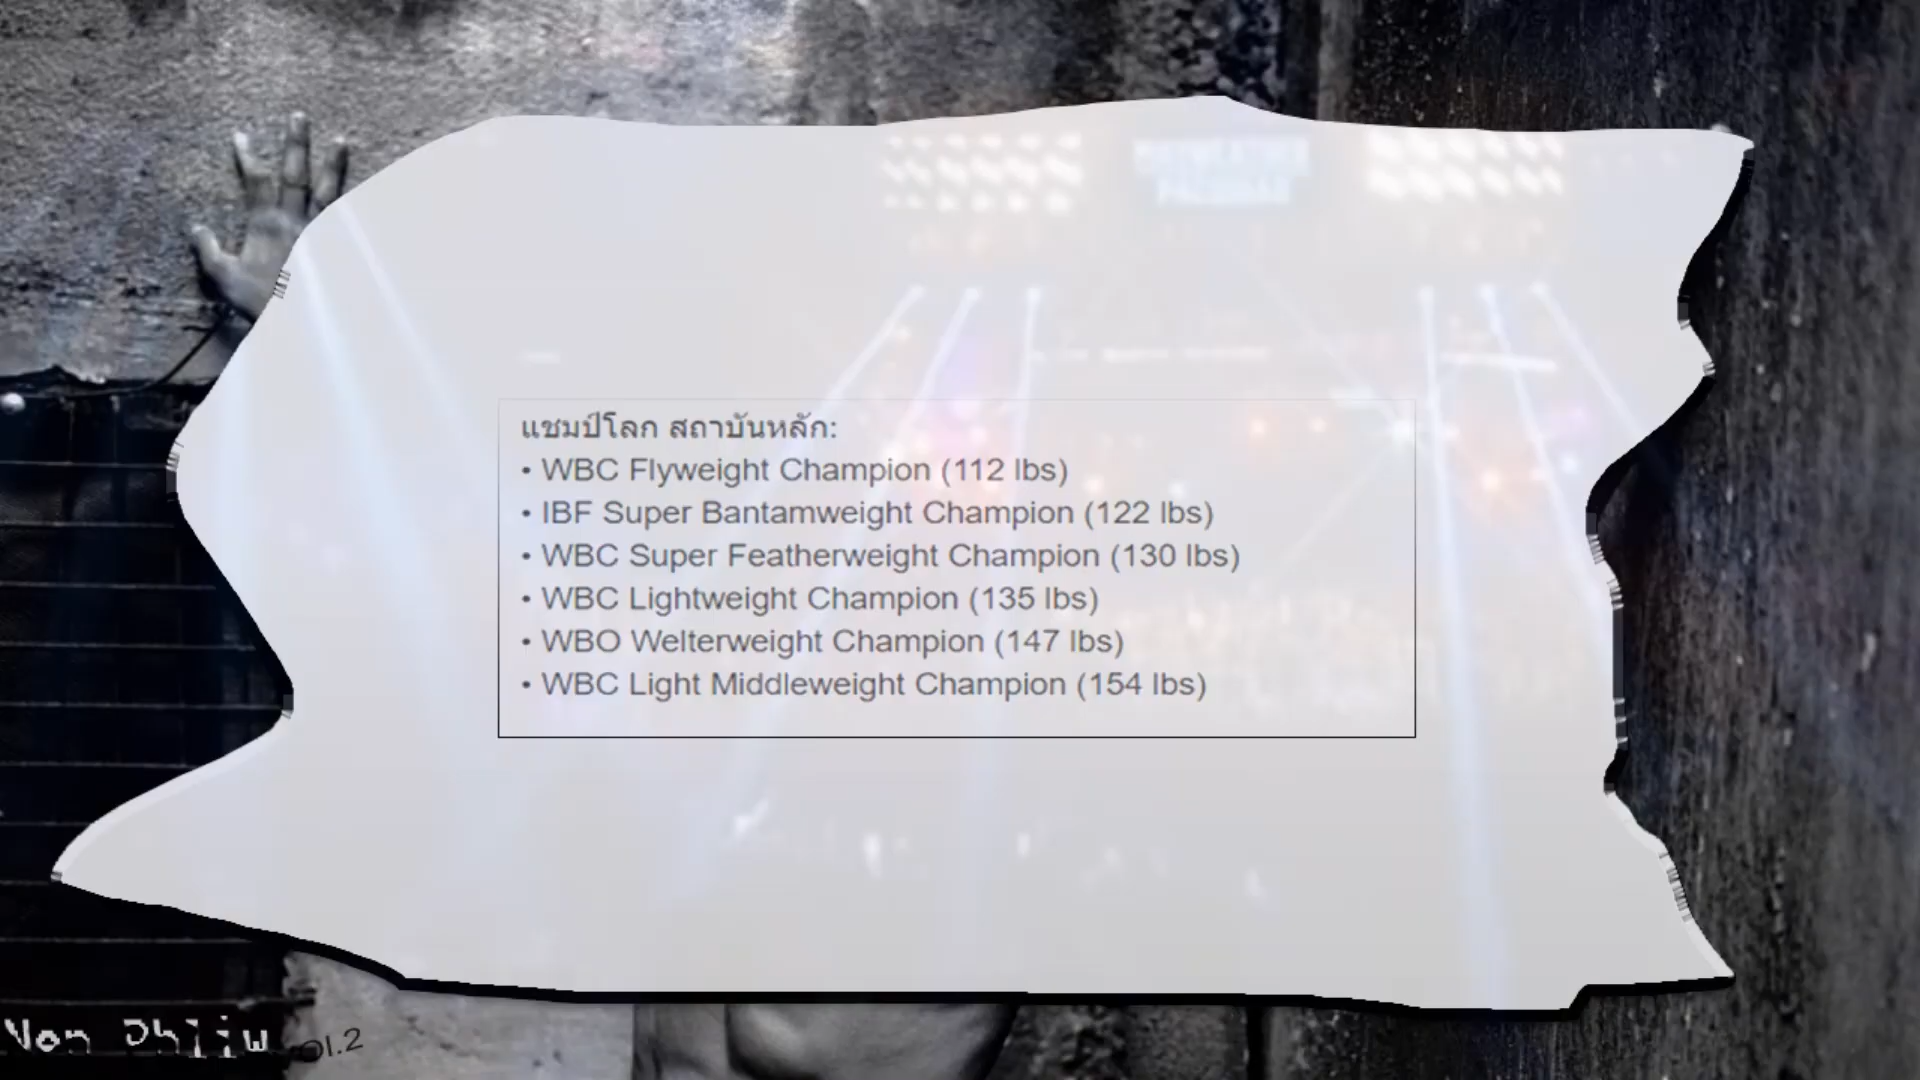 แชมป์โลก สถาบันหลัก:
• WBC Flyweight Champion (112 lbs)
• IBF Super Bantamweight Champion (122 lbs)
• WBC Super Featherweight Champion (130 lbs)
• WBC Lightweight Champion (135 lbs)
• WBO Welterweight Champion (147 lbs)
• WBC Light Middleweight Champion (154 lbs)